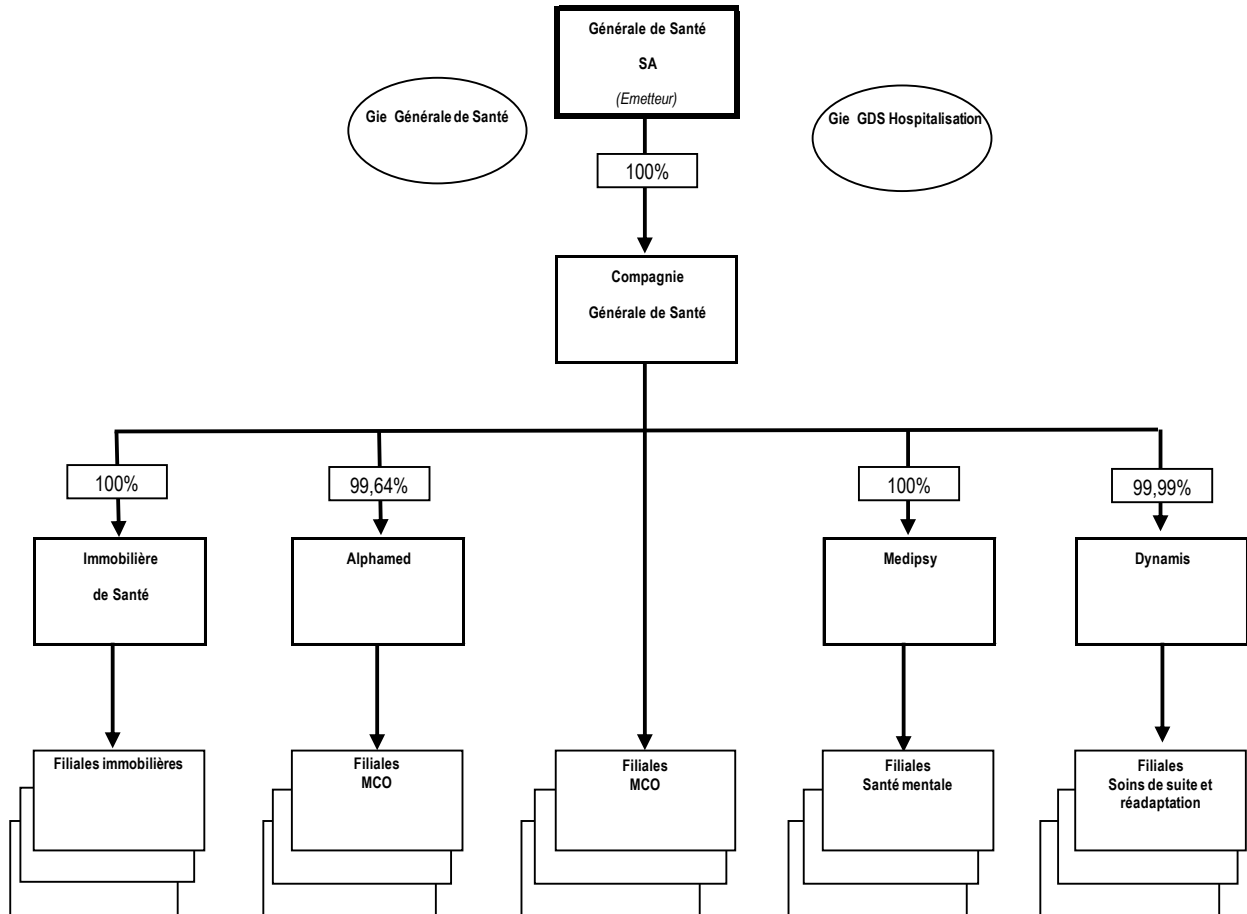 Générale de Santé
SA
(Emetteur)
Gie Générale de Santé
Gie GDS Hospitalisation
100%
Compagnie
Générale de Santé
100%
99,64%
100%
99,99%
Immobilière
de Santé
Alphamed
Medipsy
Dynamis
Filiales immobilières
Filiales
MCO
Filiales
MCO
Filiales
Santé mentale
Filiales
Soins de suite et
réadaptation